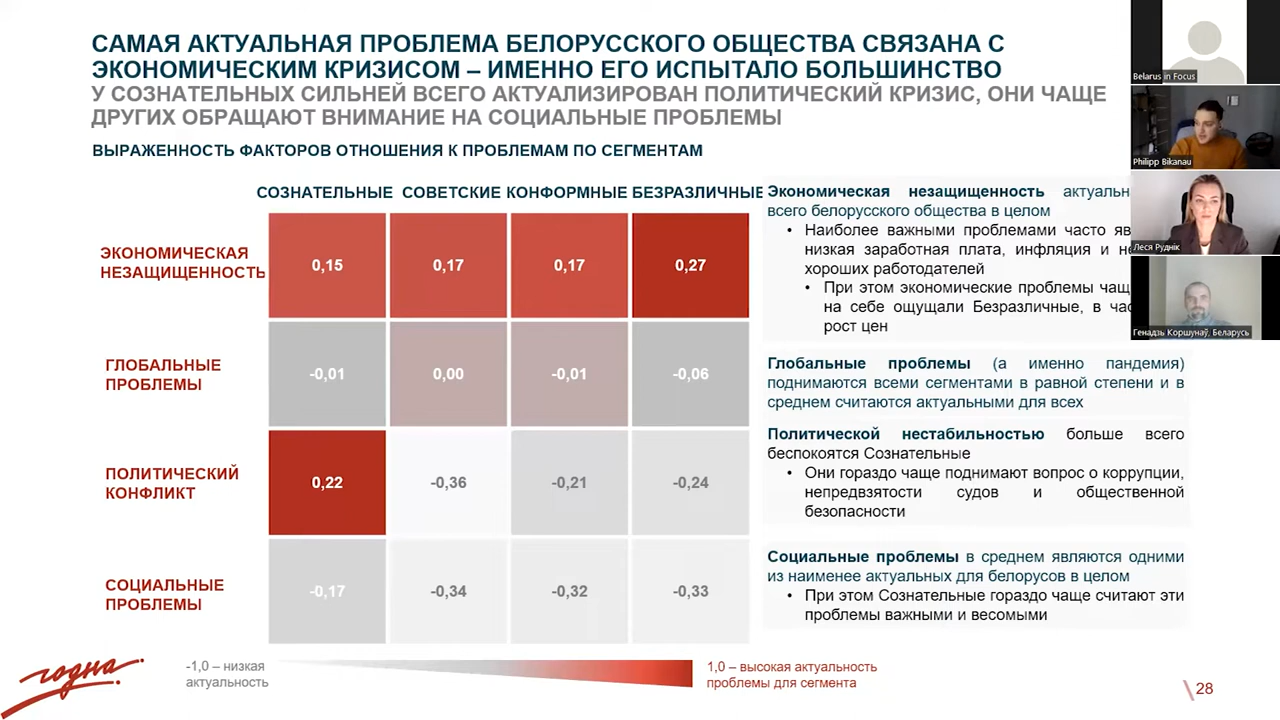 САМАЯ АКТУАЛЬНАЯ ПРОБЛЕМА БЕЛОРУССКОГО ОБЩЕСТВА СВЯЗАНА С
ЭКОНОМИЧЕСКИМ КРИЗИСОМ – ИМЕННО ЕГО ИСПЫТАЛО БОЛЬШИНСТВО
У СОЗНАТЕЛЬНЫХ СИЛЬНЕЙ ВСЕГО АКТУАЛИЗИРОВАН ПОЛИТИЧЕСКИЙ КРИЗИС, ОНИ ЧАЩЕ
ДРУГИХ ОБРАЩАЮТ ВНИМАНИЕ НА СОЦИАЛЬНЫЕ ПРОБЛЕМЫ
ВЫРАЖЕННОСТЬ ФАКТОРОВ ОТНОШЕНИЯ К ПРОБЛЕМАМ ПО СЕГМЕНТАМ
СОЗНАТЕЛЬНЫЕ СОВЕТСКИЕ КОНФОРМНЫЕ БЕЗРАЗЛИЧНЫЕ
ЭКОНОМИЧЕСКАЯ
НЕЗАЩИЩЕННОСТЬ
0,15 0,17 0,17 0,27
ГЛОБАЛЬНЫЕ
ПРОБЛЕМЫ
-0,01 0,00 -0,01 -0,06
ПОЛИТИЧЕСКИЙ
КОНФЛИКТ
0,22 -0,36 -0,21 -0,24
СОЦИАЛЬНЫЕ
ПРОБЛЕМЫ
-0,17 -0,34 -0,32 -0,33
-1,0 – низкая
актуальность
1,0 – высокая актуальность
проблемы для сегмента
Экономическая незащищенность
всего белорусского общества в целом
• Наиболее важными проблемами часто
низкая заработная плата, инфляция и
хороших работодателей
• При этом экономические проблемы
на себе ощущали Безразличные, в
рост цен
Глобальные проблемы (а именно пандемия)
поднимаются всеми сегментами в равной степени и в
среднем считаются актуальными для всех
Политической нестабильностью больше всего
беспокоятся Сознательные
• Они гораздо чаще поднимают вопрос о коррупции,
непредвзятости судов и общественной
безопасности
Социальные проблемы в среднем являются одними
из наименее актуальных для белорусов в целом
• При этом Сознательные гораздо чаще считают эти
проблемы важными и весомыми
годна
28
Belarus in Focus
Philipp Bikanau
Леся Руднік
Генадзь Коршунаў, Беларусь